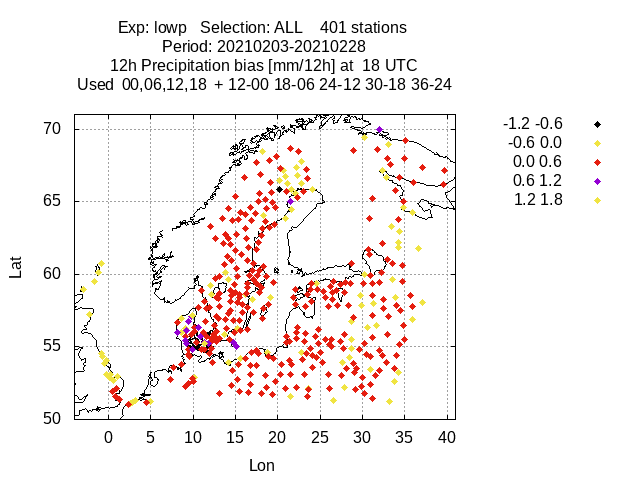 Exp: lowp   Selection: ALL    401 stations
Period: 20210203-20210228
12h Precipitation bias [mm/12h] at  18 UTC
Used  00,06,12,18  + 12-00 18-06 24-12 30-18 36-24
-1.2 -0.6
-0.6 0.0
0.0 0.6
0.6 1.2
1.2 1.8
70
65
60
55
50
Lat
0 5 10 15 20 25 30 35 40
Lon